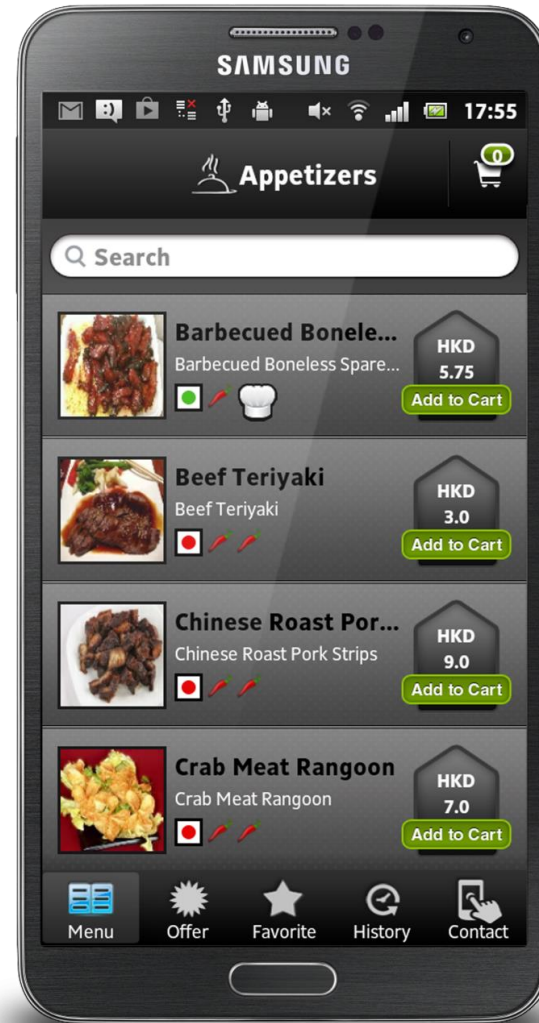 SAMSUNG
17:55
Appetizers
0
Search
Barbecued Bonele...
Barbecued Boneless Spare...
HKD
5.75
Add to Cart
Beef Teriyaki
Beef Teriyaki
HKD
3.0
Add to Cart
Chinese Roast Por...
Chinese Roast Pork Strips
HKD
9.0
Add to Cart
Crab Meat Rangoon
Crab Meat Rangoon
HKD
7.0
Add to Cart
Menu
Offer
Favorite
History
Contact